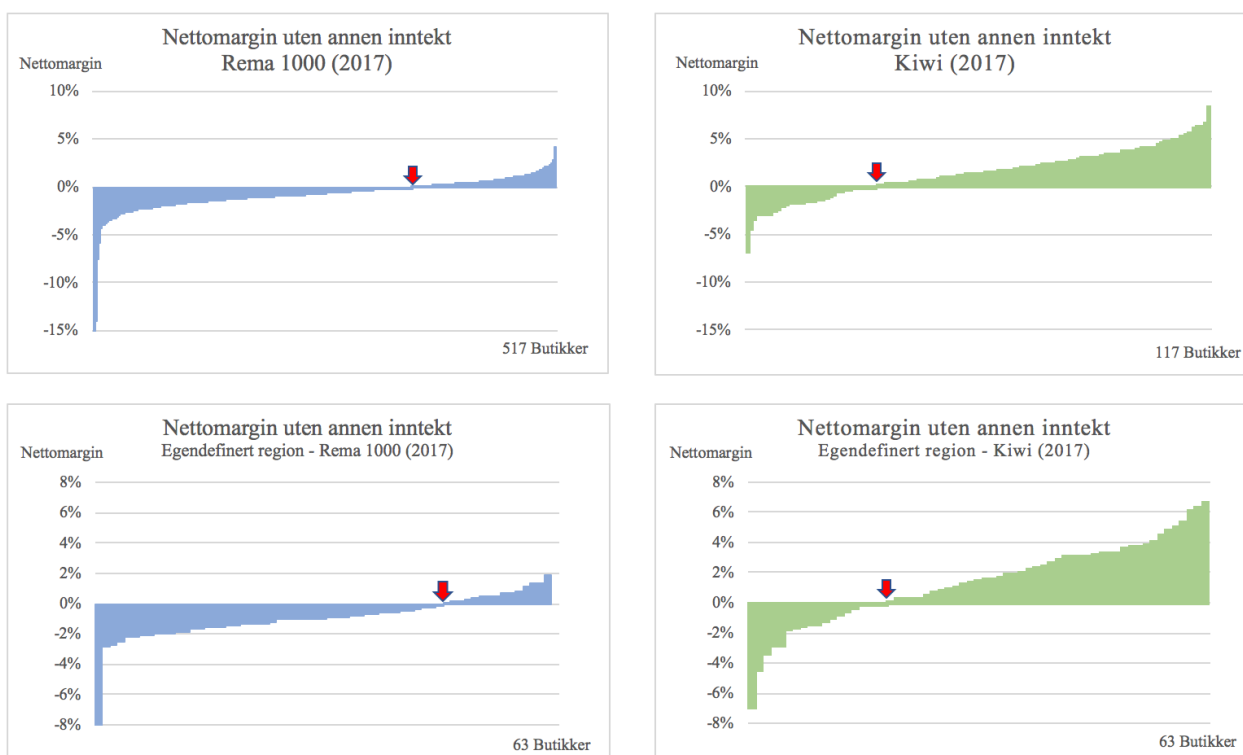 Nettomargin uten annen inntekt
Rema 1000 (2017)
Nettomargin
10%
5%
0%
-5%
-10%
-15%
517 Butikker
Nettomargin uten annen inntekt
Kiwi (2017)
Nettomargin
10%
5%
0%
-5%
-10%
-15%
117 Butikker
Nettomargin uten annen inntekt
Egendefinert region - Rema 1000 (2017)
Nettomargin
8%
6%
4%
2%
0%
-2%
-4%
-6%
-8%
63 Butikker
Nettomargin uten annen inntekt
Egendefinert region - Kiwi (2017)
Nettomargin
8%
6%
4%
2%
0%
-2%
-4%
-6%
-8%
63 Butikker